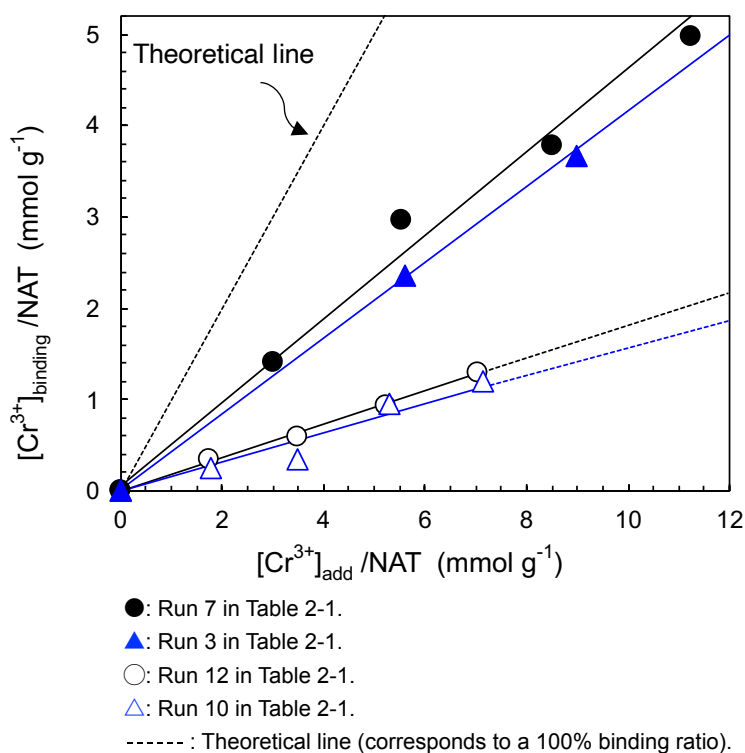 5
Theoretical line
4
3
2
1
0
[Cr³⁺]binding /NAT (mmol g⁻¹)
0 2 4 6 8 10 12
[Cr³⁺]add /NAT (mmol g⁻¹)
●: Run 7 in Table 2-1.
▲: Run 3 in Table 2-1.
○: Run 12 in Table 2-1.
△: Run 10 in Table 2-1.
------ : Theoretical line (corresponds to a 100% binding ratio).